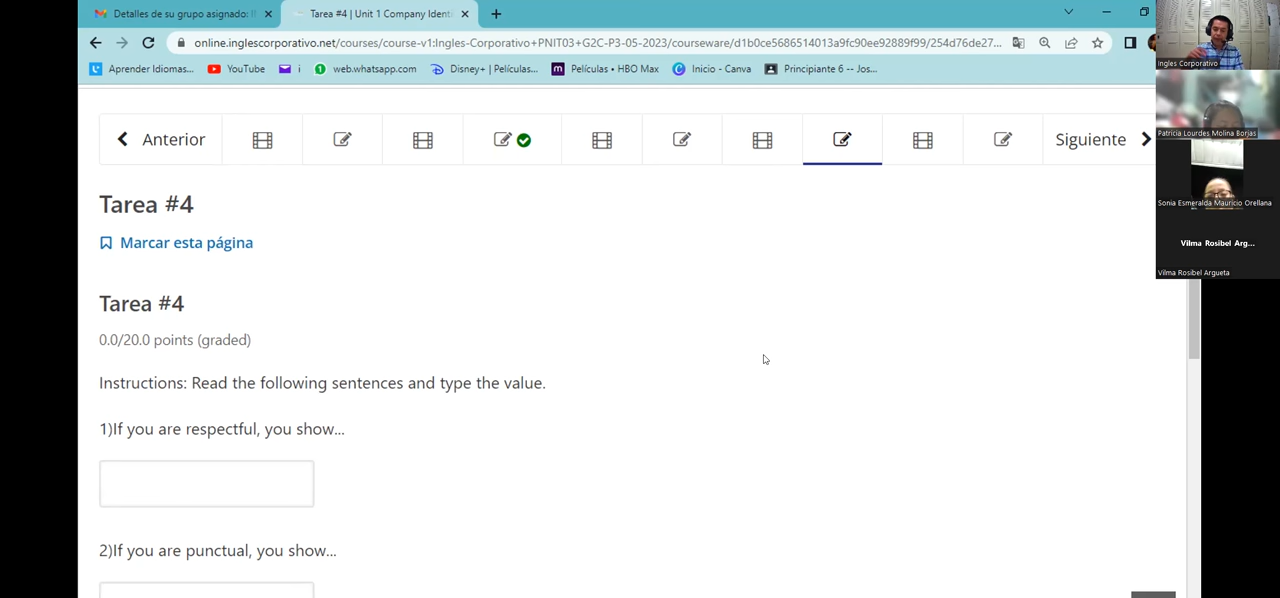 Detalles de su grupo asignado: I
Tarea #4 | Unit 1 Company Identi
online.inglescorporativo.net/courses/course-v1:Ingles-Corporativo+PNIT03+G2C-P3-05-2023/courseware/d1b0ce5686514013a9fc90ee92889f99/254d76de27...
Aprender Idiomas...
YouTube
i
web.whatsapp.com
Disney+ | Películas...
Películas • HBO Max
Inicio - Canva
Principiante 6 -- Jos...
Anterior
Siguiente
Tarea #4
Marcar esta página
Tarea #4
0.0/20.0 points (graded)
Instructions: Read the following sentences and type the value.
1)If you are respectful, you show...
2)If you are punctual, you show...
Ingles Corporativo
Patricia Lourdes Molina Borjas
Sonia Esmeralda Mauricio Orellana
Vilma Rosibel Arg...
Vilma Rosibel Argueta